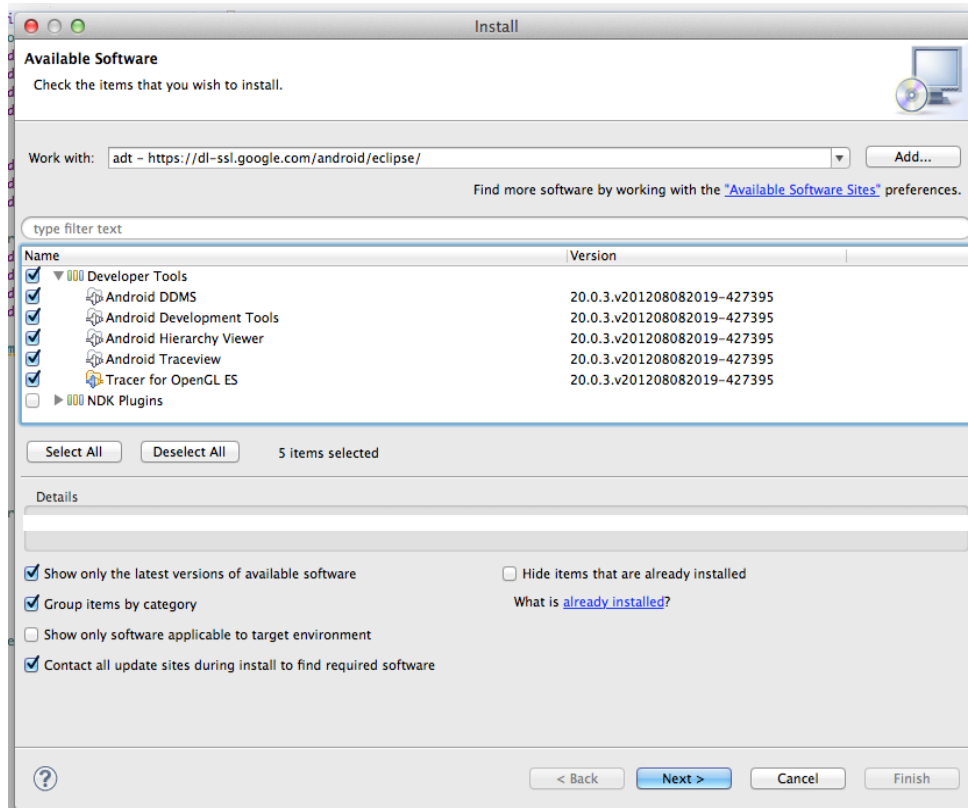 Install
Available Software
Check the items that you wish to install.
Work with: adt - https://dl-ssl.google.com/android/eclipse/ Add...
Find more software by working with the "Available Software Sites" preferences.
type filter text
Name Version
Developer Tools
Android DDMS 20.0.3.v201208082019-427395
Android Development Tools 20.0.3.v201208082019-427395
Android Hierarchy Viewer 20.0.3.v201208082019-427395
Android Traceview 20.0.3.v201208082019-427395
Tracer for OpenGL ES 20.0.3.v201208082019-427395
NDK Plugins
Select All Deselect All 5 items selected
Details
Show only the latest versions of available software Hide items that are already installed
Group items by category What is already installed?
Show only software applicable to target environment
Contact all update sites during install to find required software
? < Back Next > Cancel Finish